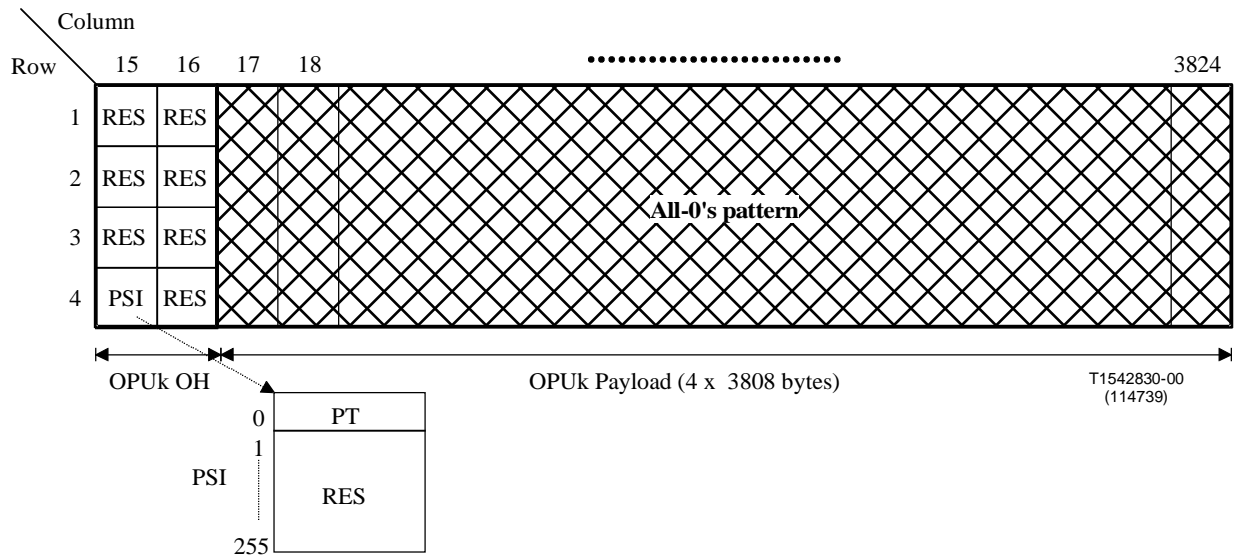 Column
Row 15 16 17 18 3824
1 RES RES
2 RES RES
All-0's pattern
3 RES RES
4 PSI RES
OPUk OH OPUk Payload (4 x 3808 bytes) T1542830-00
(114739)
0 PT
1
PSI RES
255